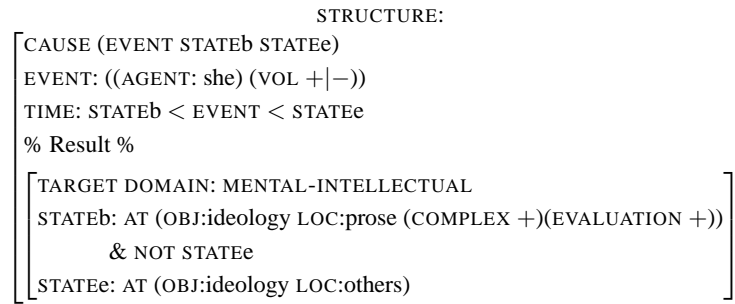 STRUCTURE:
CAUSE (EVENT STATEb STATEe)
EVENT: ((AGENT: she) (VOL +|−))
TIME: STATEb < EVENT < STATEe
% Result %
TARGET DOMAIN: MENTAL-INTELLECTUAL
STATEb: AT (OBJ:ideology LOC:prose (COMPLEX +)(EVALUATION +))
& NOT STATEe
STATEe: AT (OBJ:ideology LOC:others)